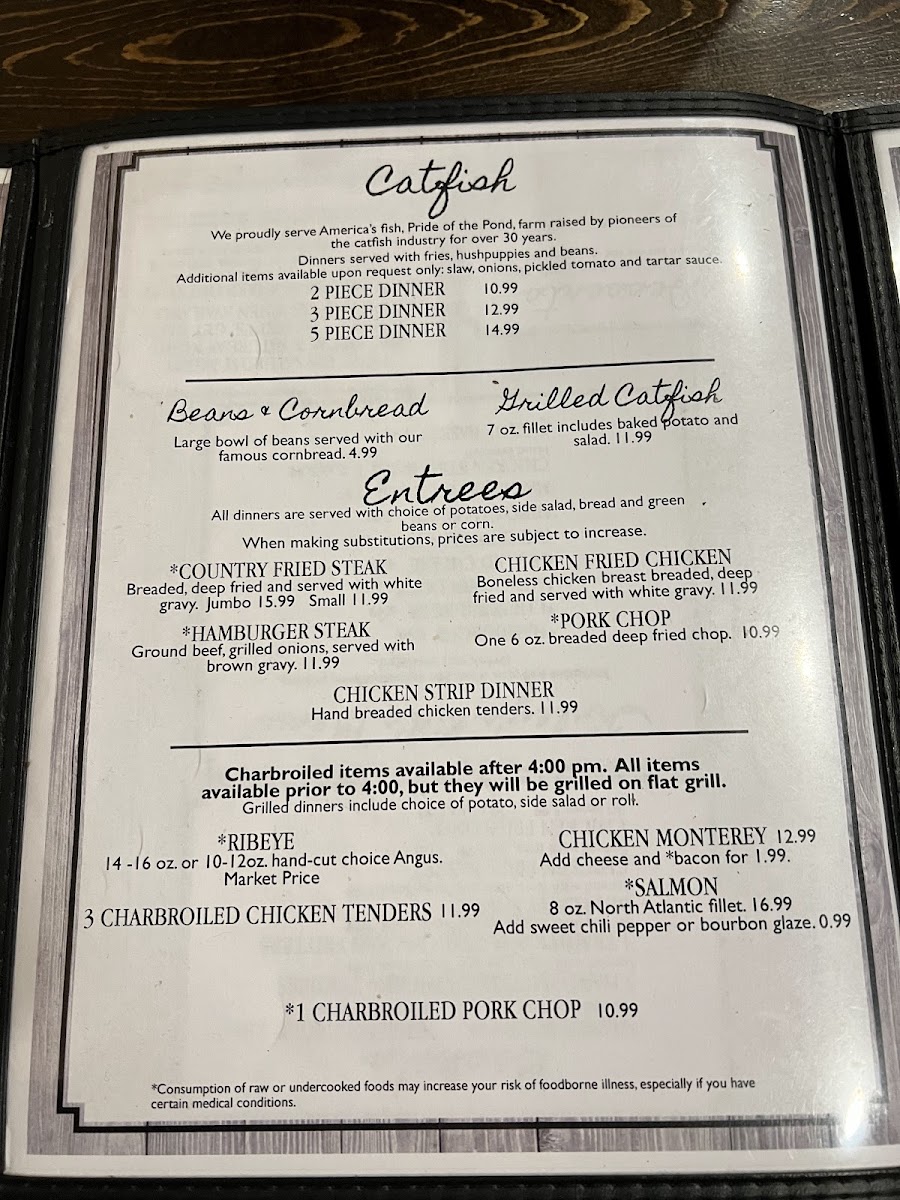 Catfish
We proudly serve America's fish, Pride of the Pond, farm raised by pioneers of
the catfish industry for over 30 years.
Dinners served with fries, hushpuppies and beans.
Additional items available upon request only: slaw, onions, pickled tomato and tartar sauce.
2 PIECE DINNER 10.99
3 PIECE DINNER 12.99
5 PIECE DINNER 14.99
Beans & Cornbread
Large bowl of beans served with our
famous cornbread. 4.99
Grilled Catfish
7 oz. fillet includes baked potato and
salad. 11.99
Entrees
All dinners are served with choice of potatoes, side salad, bread and green
beans or corn.
When making substitutions, prices are subject to increase.
*COUNTRY FRIED STEAK
Breaded, deep fried and served with white
gravy. Jumbo 15.99 Small 11.99
CHICKEN FRIED CHICKEN
Boneless chicken breast breaded, deep
fried and served with white gravy. 11.99
*HAMBURGER STEAK
Ground beef, grilled onions, served with
brown gravy. 11.99
*PORK CHOP
One 6 oz. breaded deep fried chop. 10.99
CHICKEN STRIP DINNER
Hand breaded chicken tenders. 11.99
Charbroiled items available after 4:00 pm. All items
available prior to 4:00, but they will be grilled on flat grill.
Grilled dinners include choice of potato, side salad or roll.
*RIBEYE
14 -16 oz. or 10-12oz. hand-cut choice Angus.
Market Price
3 CHARBROILED CHICKEN TENDERS 11.99
CHICKEN MONTEREY 12.99
Add cheese and *bacon for 1.99.
*SALMON
8 oz. North Atlantic fillet. 16.99
Add sweet chili pepper or bourbon glaze. 0.99
*1 CHARBROILED PORK CHOP 10.99
*Consumption of raw or undercooked foods may increase your risk of foodborne illness, especially if you have
certain medical conditions.